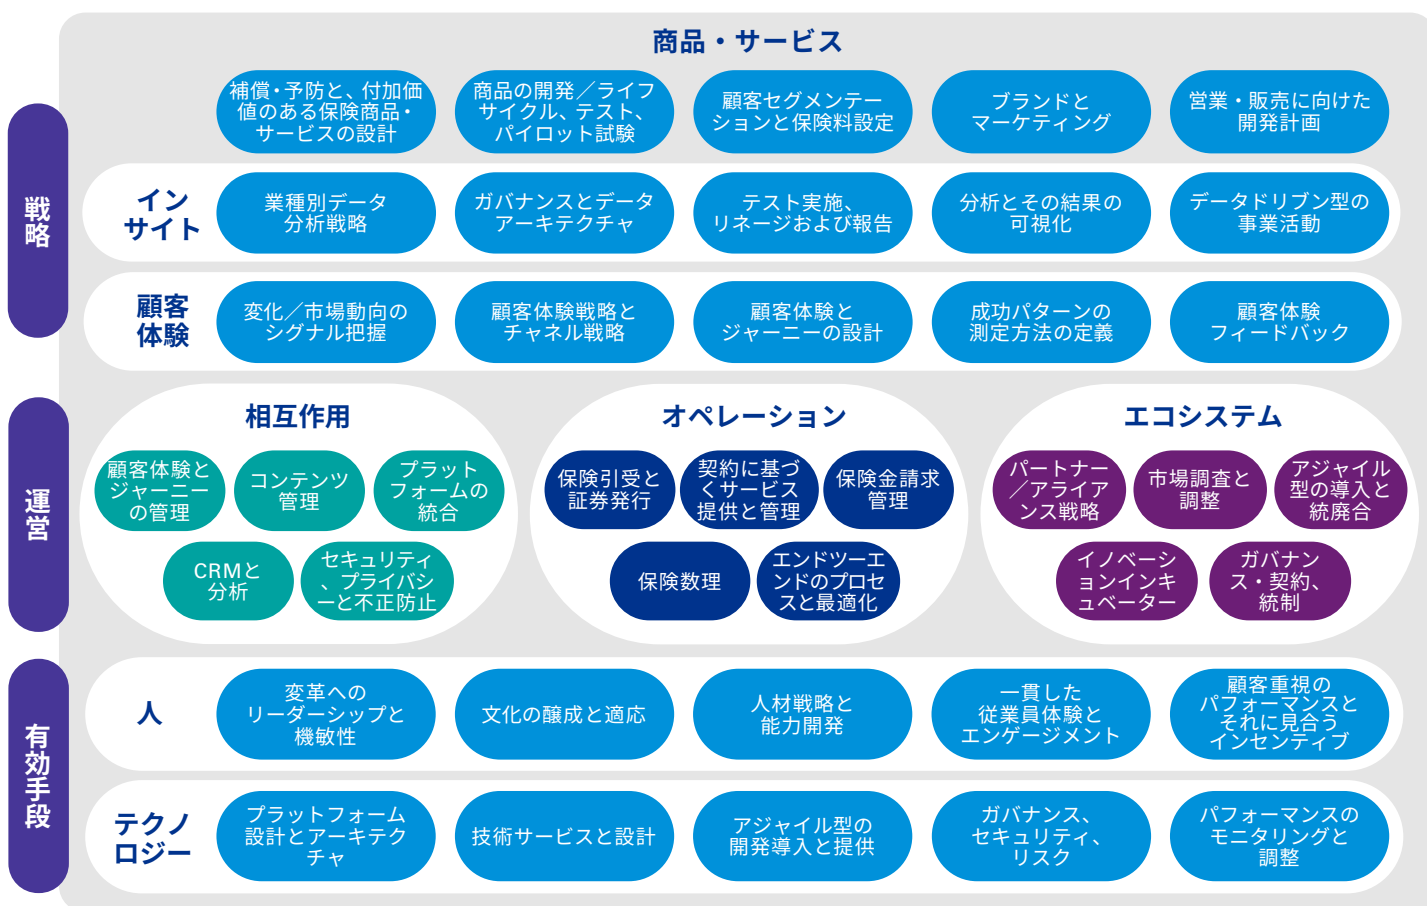 商品・サービス
戦略
補償・予防と、付加価
値のある保険商品・
サービスの設計
商品の開発／ライフ
サイクル、テスト、
パイロット試験
顧客セグメンテー
ションと保険料設定
ブランドと
マーケティング
営業・販売に向けた
開発計画
イン
サイト
業種別データ
分析戦略
ガバナンスとデータ
アーキテクチャ
テスト実施、
リネージおよび報告
分析とその結果の
可視化
データドリブン型の
事業活動
顧客
体験
変化／市場動向の
シグナル把握
顧客体験戦略と
チャネル戦略
顧客体験と
ジャーニーの設計
成功パターンの
測定方法の定義
顧客体験
フィードバック
運営
相互作用
顧客体験と
ジャーニー
の管理
コンテンツ
管理
プラット
フォームの
統合
CRMと
分析
セキュリティ
、プライバシ
ーと不正防止
オペレーション
保険引受と
証券発行
契約に基づ
くサービス
提供と管理
保険金請求
管理
保険数理
エンドツーエ
ンドのプロセ
スと最適化
エコシステム
パートナー
／アライア
ンス戦略
市場調査と
調整
アジャイル
型の導入と
統廃合
イノベーシ
ョンインキ
ュベーター
ガバナン
ス・契約、
統制
有効手段
人
変革への
リーダーシップと
機敏性
文化の醸成と適応
人材戦略と
能力開発
一貫した
従業員体験と
エンゲージメント
顧客重視の
パフォーマンスと
それに見合う
インセンティブ
テクノ
ロジー
プラットフォーム
設計とアーキテク
チャ
技術サービスと設計
アジャイル型の
開発導入と提供
ガバナンス、
セキュリティ、
リスク
パフォーマンスの
モニタリングと
調整